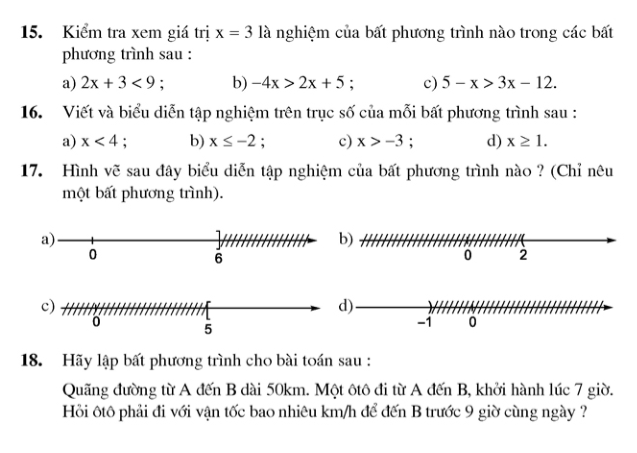 15. Kiểm tra xem giá trị x = 3 là nghiệm của bất phương trình nào trong các bất
phương trình sau :
a) 2x + 3 < 9 ; b) –4x > 2x + 5 ; c) 5 – x > 3x – 12.
16. Viết và biểu diễn tập nghiệm trên trục số của mỗi bất phương trình sau :
a) x < 4 ; b) x ≤ –2 ; c) x > –3 ; d) x ≥ 1.
17. Hình vẽ sau đây biểu diễn tập nghiệm của bất phương trình nào ? (Chỉ nêu
một bất phương trình).
a) b)
0 6 0 2
c) d)
0 5 –1 0
18. Hãy lập bất phương trình cho bài toán sau :
Quãng đường từ A đến B dài 50km. Một ôtô đi từ A đến B, khởi hành lúc 7 giờ.
Hỏi ôtô phải đi với vận tốc bao nhiêu km/h để đến B trước 9 giờ cùng ngày ?